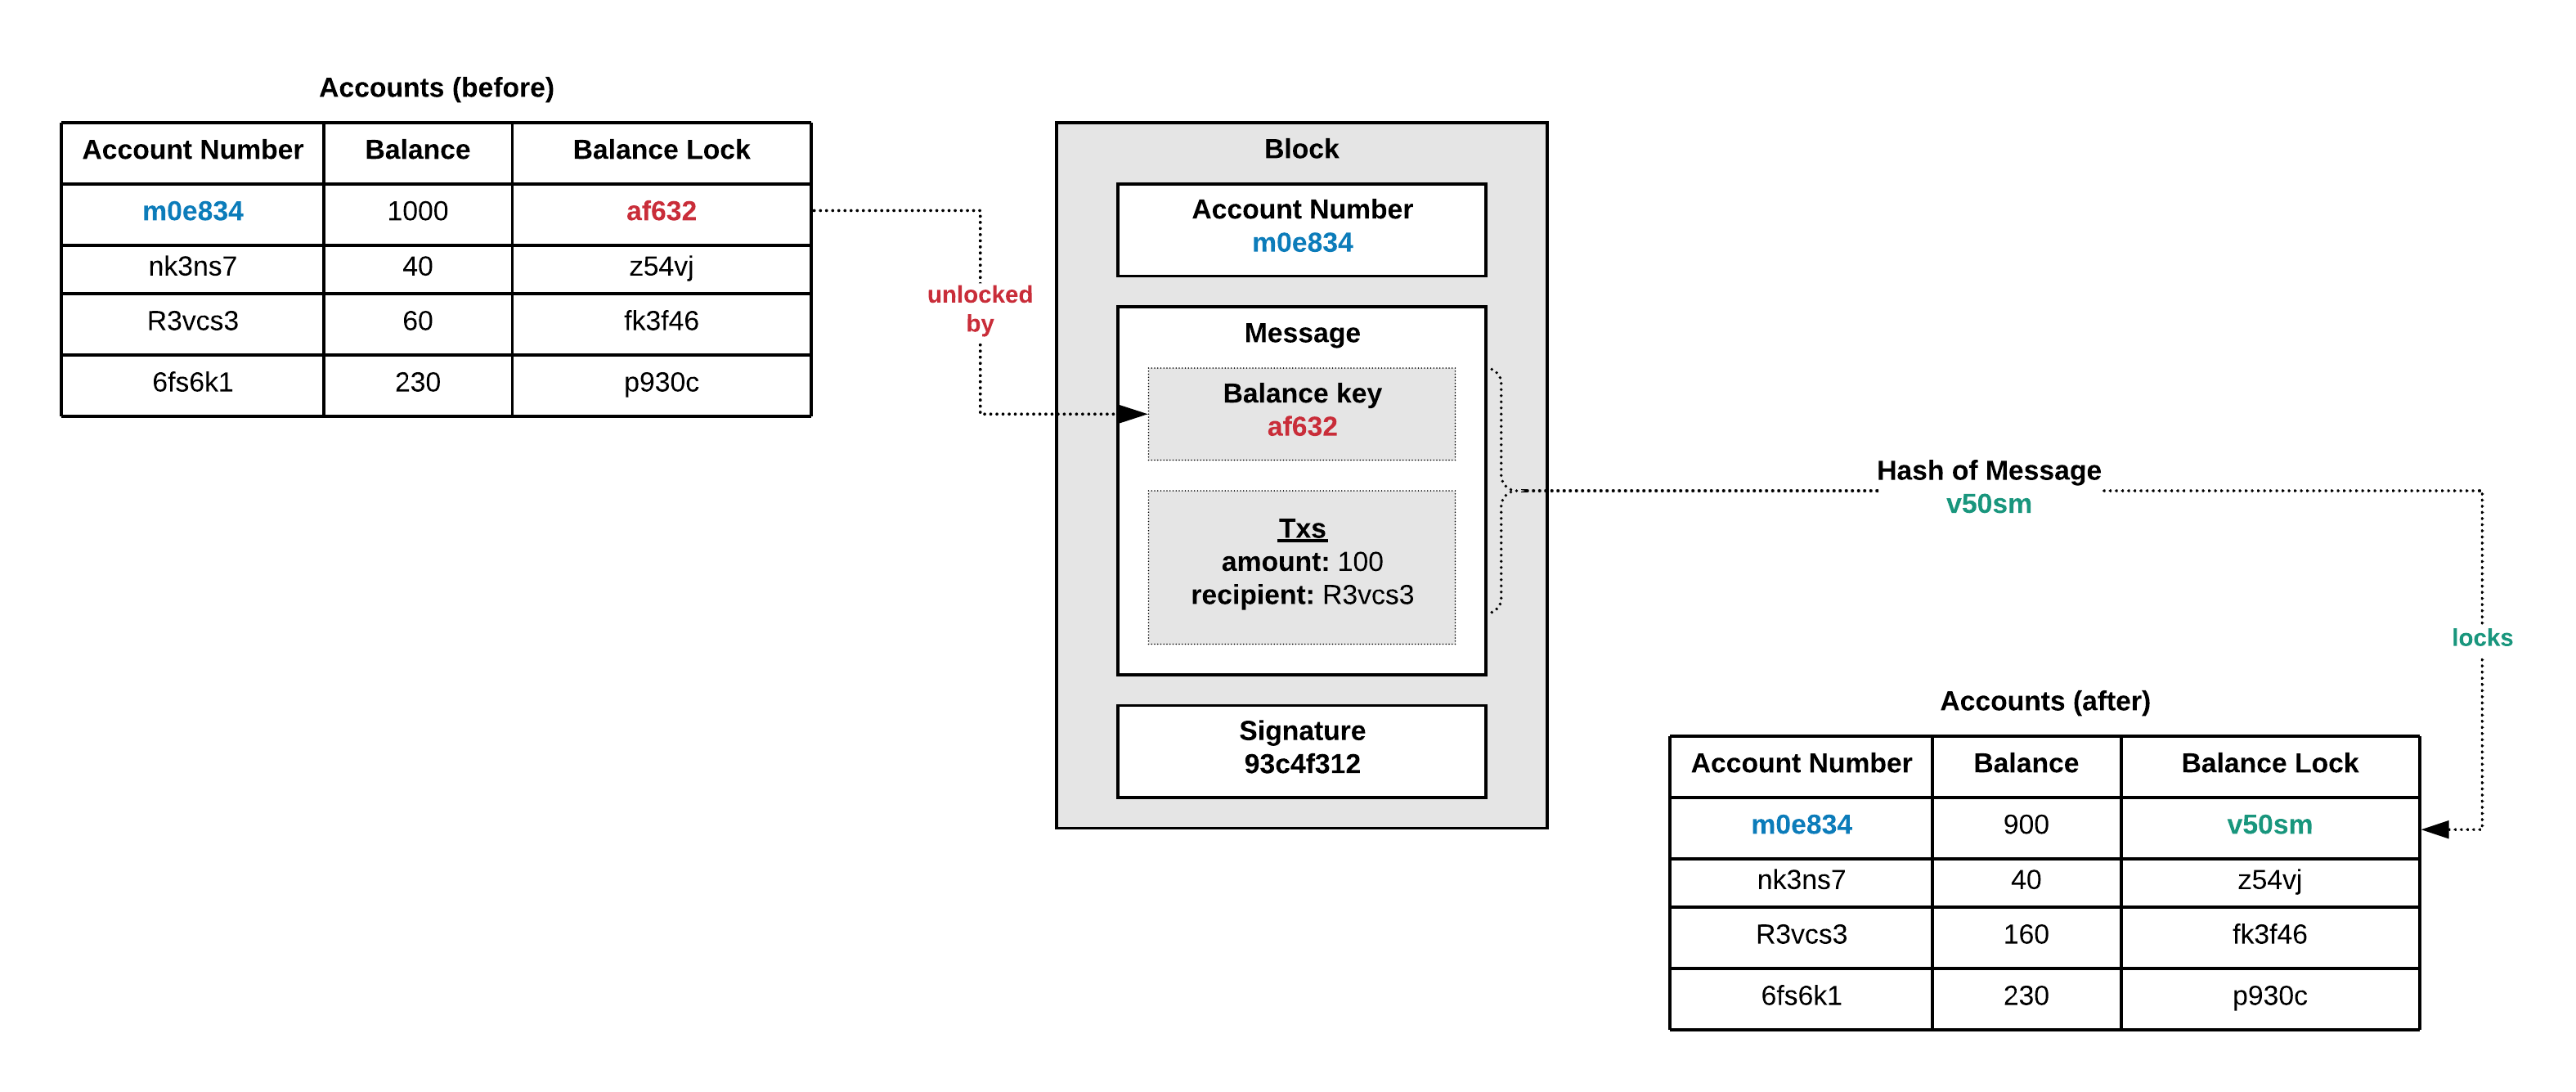 Accounts (before)
Account Number Balance Balance Lock
m0e834 1000 af632
nk3ns7 40 z54vj
R3vcs3 60 fk3f46
6fs6k1 230 p930c
unlocked
by
Block
Account Number
m0e834
Message
Balance key
af632
Txs
amount: 100
recipient: R3vcs3
Signature
93c4f312
Hash of Message
v50sm
locks
Accounts (after)
Account Number Balance Balance Lock
m0e834 900 v50sm
nk3ns7 40 z54vj
R3vcs3 160 fk3f46
6fs6k1 230 p930c